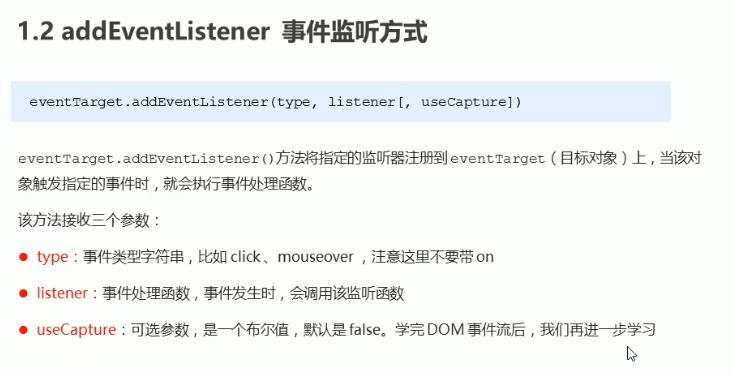 1.2 addEventListener 事件监听方式
eventTarget.addEventListener(type, listener[, useCapture])
eventTarget.addEventListener()方法将指定的监听器注册到 eventTarget（目标对象）上，当该对
象触发指定的事件时，就会执行事件处理函数。
该方法接收三个参数：
● type：事件类型字符串，比如 click 、mouseover ，注意这里不要带 on
● listener：事件处理函数，事件发生时，会调用该监听函数
● useCapture：可选参数，是一个布尔值，默认是 false。学完 DOM 事件流后，我们再进一步学习